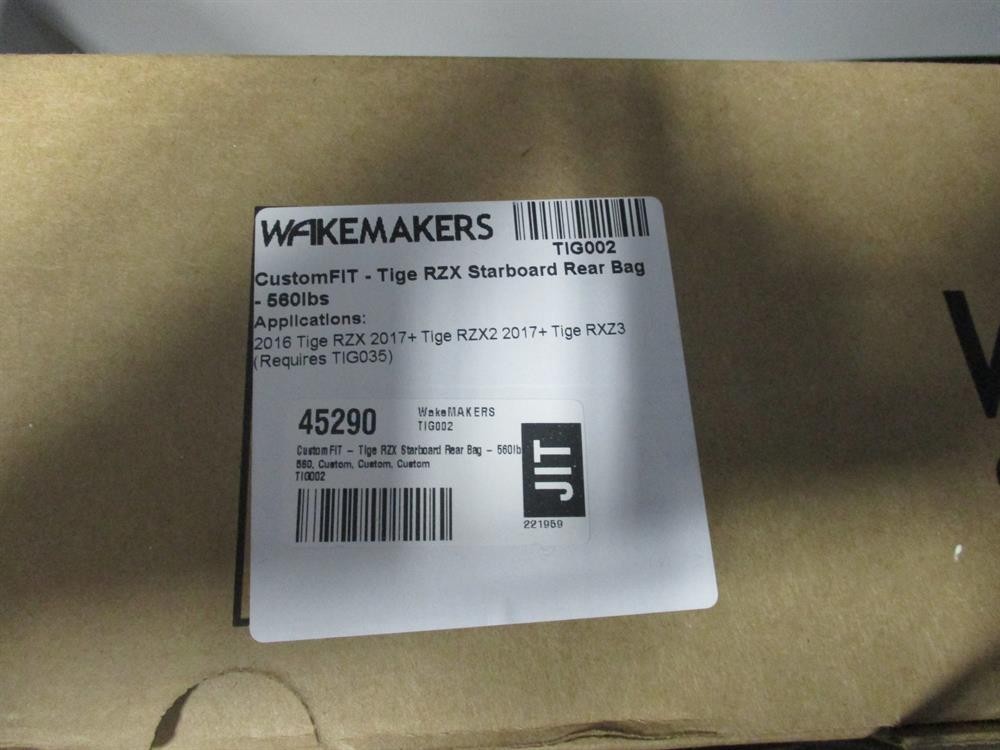 WAKEMAKERS
TIG002
CustomFIT - Tige RZX Starboard Rear Bag
- 560lbs
Applications:
2016 Tige RZX 2017+ Tige RZX2 2017+ Tige RXZ3
(Requires TIG035)
45290
WakeMAKERS
TIG002
CustomFIT - Tige RZX Starboard Rear Bag - 560lb
560, Custom, Custom, Custom
TIG002
JIT
221959